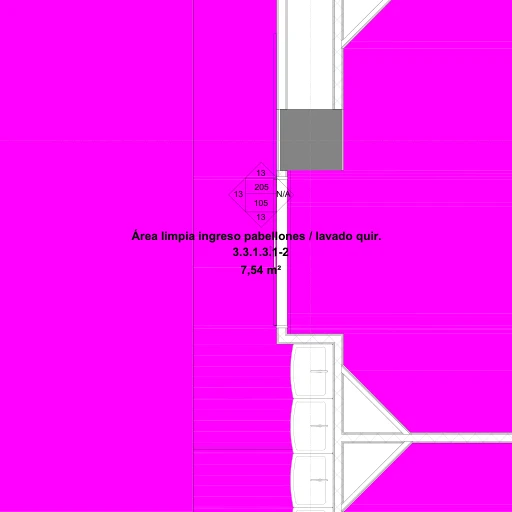 13
205
13 N/A
105
13
Área limpia ingreso pabellones / lavado quir.
3.3.1.3.1-2
7,54 m²